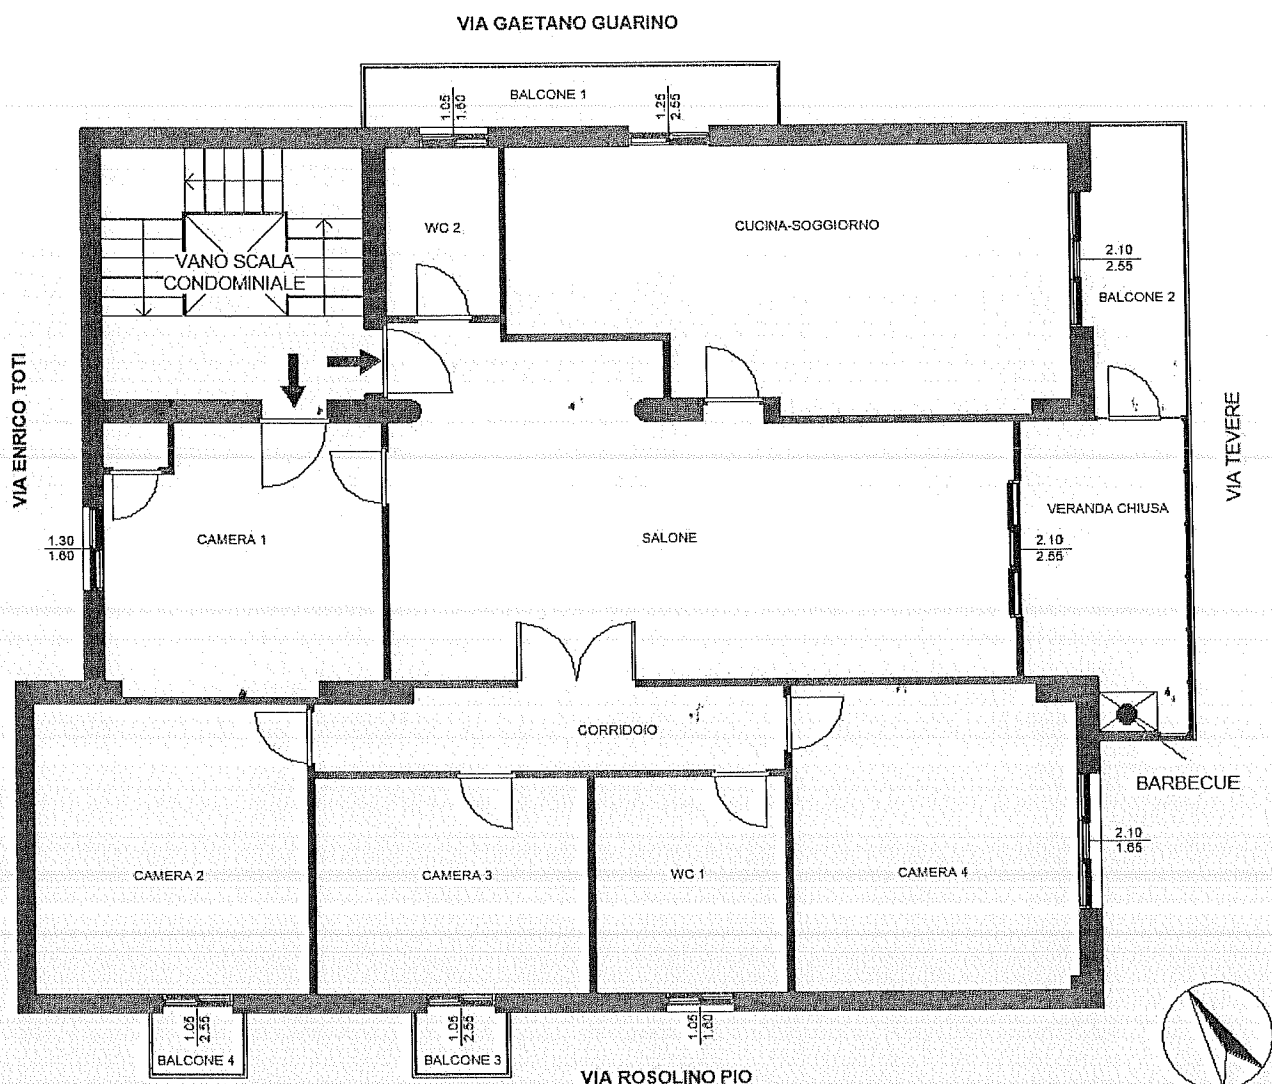 VIA GAETANO GUARINO
BALCONE 1
1.05
1.60
1.25
2.55
WC 2
CUCINA-SOGGIORNO
VANO SCALA
CONDOMINIALE
2.10
2.55
BALCONE 2
VIA ENRICO TOTI
VIA TEVERE
CAMERA 1
SALONE
VERANDA CHIUSA
1.30
1.60
2.10
2.55
CORRIDOIO
BARBECUE
2.10
1.65
CAMERA 2
CAMERA 3
WC 1
CAMERA 4
1.05
2.55
1.05
2.55
1.05
1.60
BALCONE 4
BALCONE 3
VIA ROSOLINO PIO